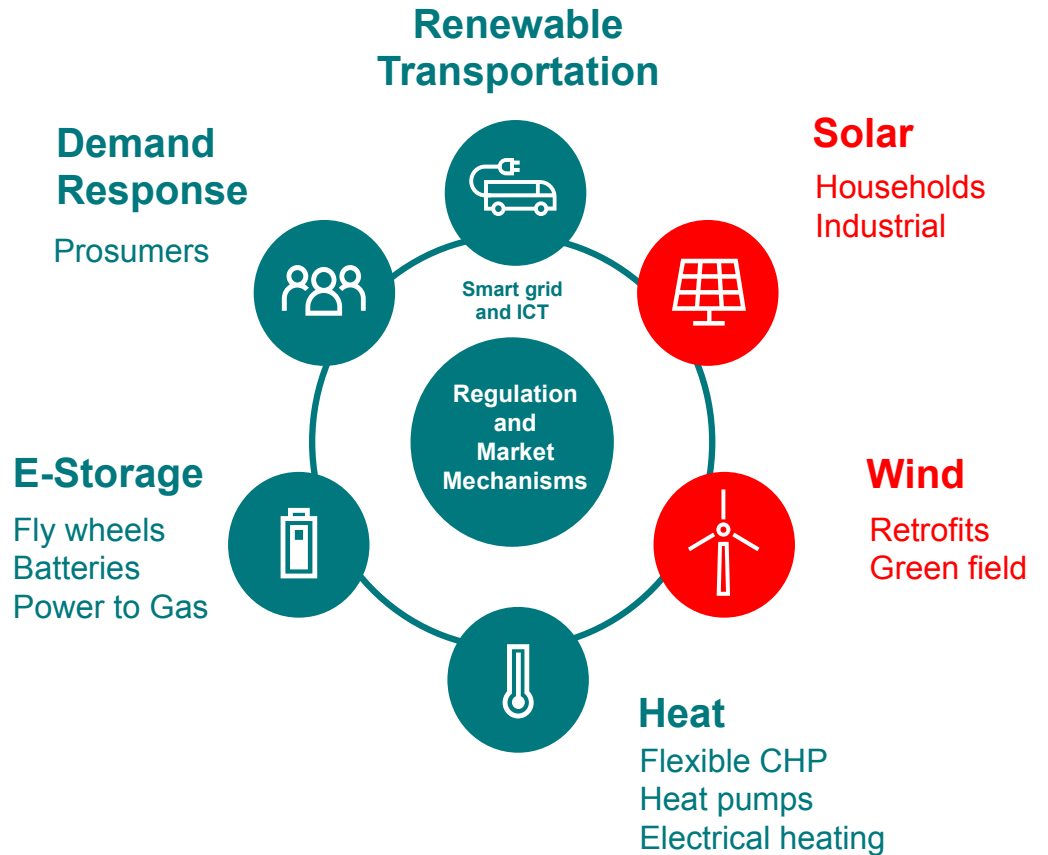 Renewable
Transportation
Demand
Response
Prosumers
Solar
Households
Industrial
Smart grid
and ICT
Regulation
and
Market
Mechanisms
E-Storage
Fly wheels
Batteries
Power to Gas
Wind
Retrofits
Green field
Heat
Flexible CHP
Heat pumps
Electrical heating